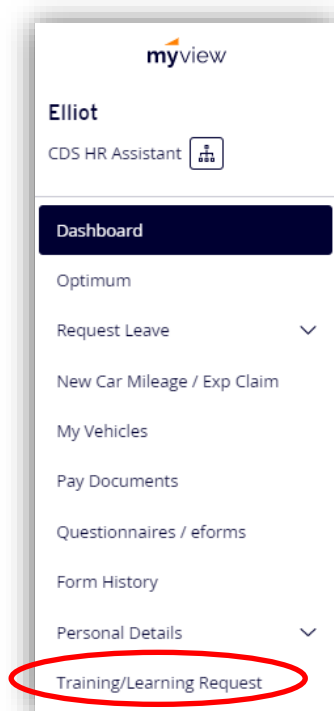 myview
Elliot
CDS HR Assistant
Dashboard
Optimum
Request Leave
New Car Mileage / Exp Claim
My Vehicles
Pay Documents
Questionnaires / eforms
Form History
Personal Details
Training/Learning Request